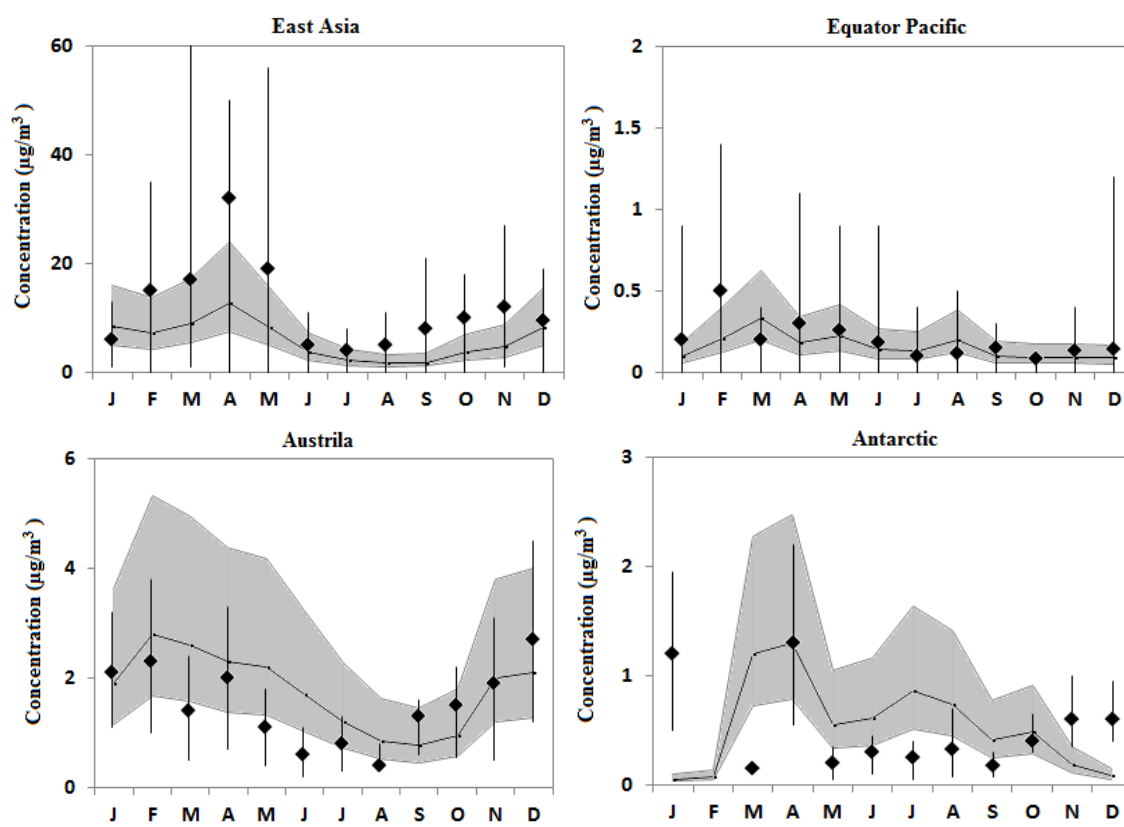 East Asia
Concentration (µg/m³ )
60
40
20
0
J F M A M J J A S O N D
Equator Pacific
Concentration (µg/m³ )
2
1.5
1
0.5
0
J F M A M J J A S O N D
Austrila
Concentration (µg/m³ )
6
4
2
0
J F M A M J J A S O N D
Antarctic
Concentration (µg/m³ )
3
2
1
0
J F M A M J J A S O N D